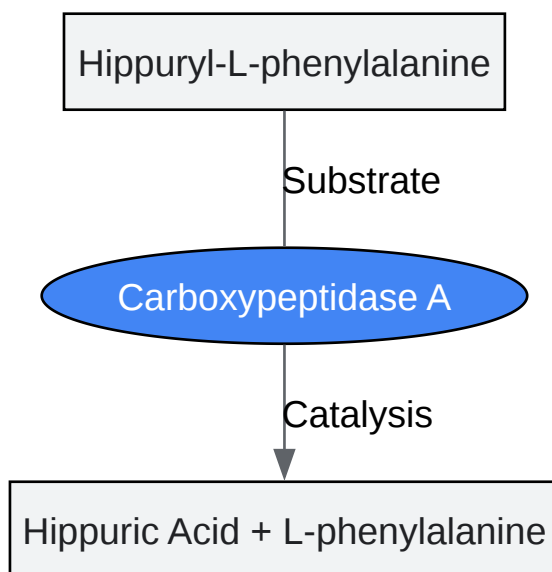 Hippuryl-L-phenylalanine
Substrate
Carboxypeptidase A
Catalysis
Hippuric Acid + L-phenylalanine